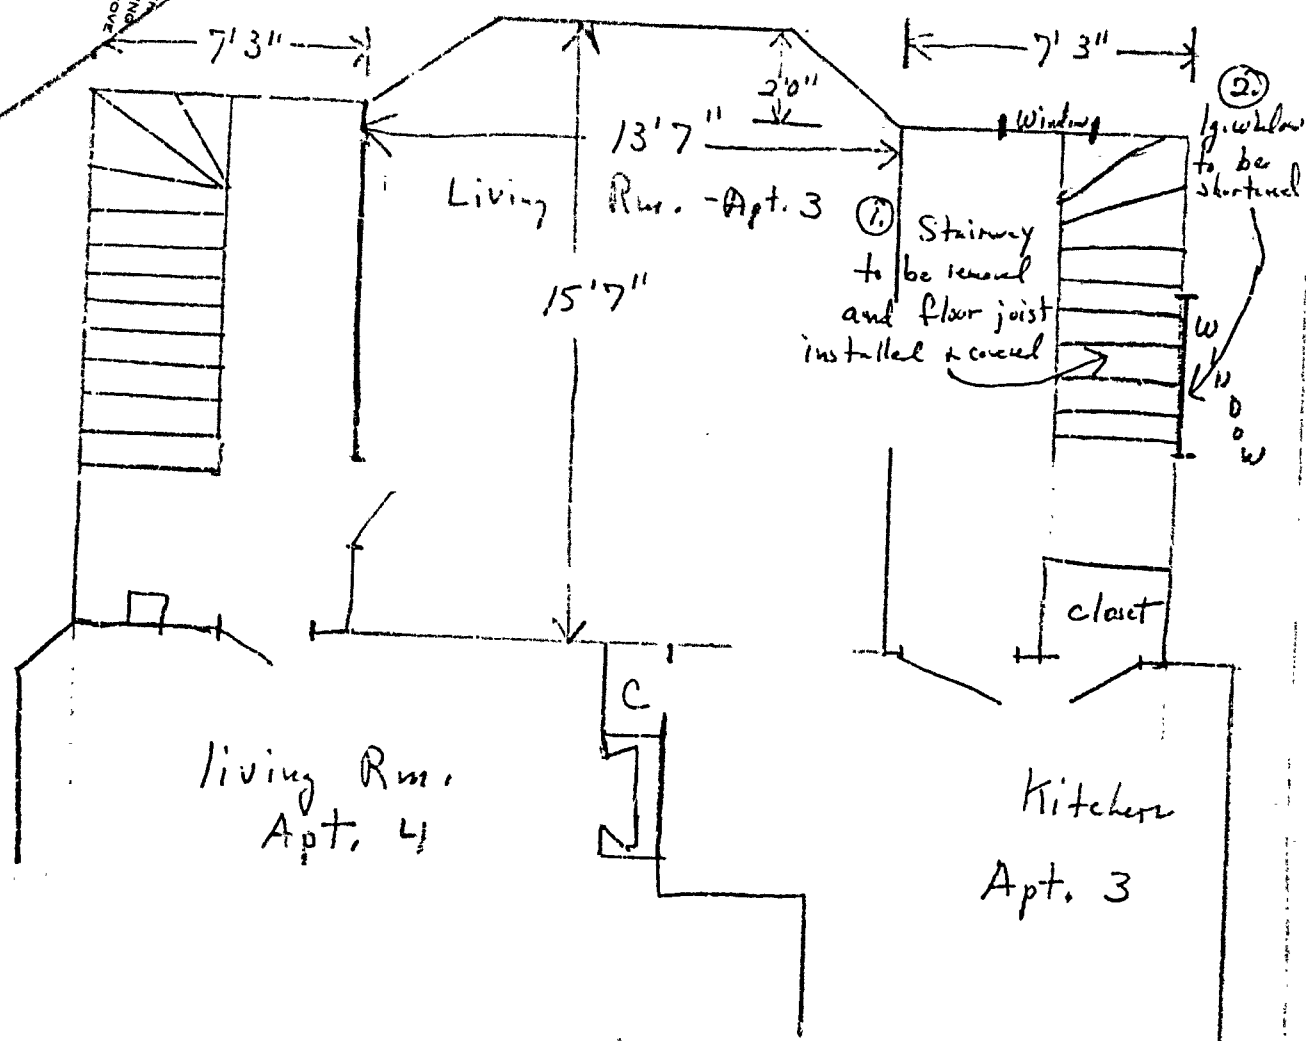 OVE
7'3"
7'3"
2'0"
②
Window
lg. window
to be
shortened
13'7"
Living Rm. - Apt. 3
①
Stairway
to be removed
and floor joist
installed & covered
15'7"
WINDOW
closet
C
living Rm.
Apt. 4
Kitchen
Apt. 3